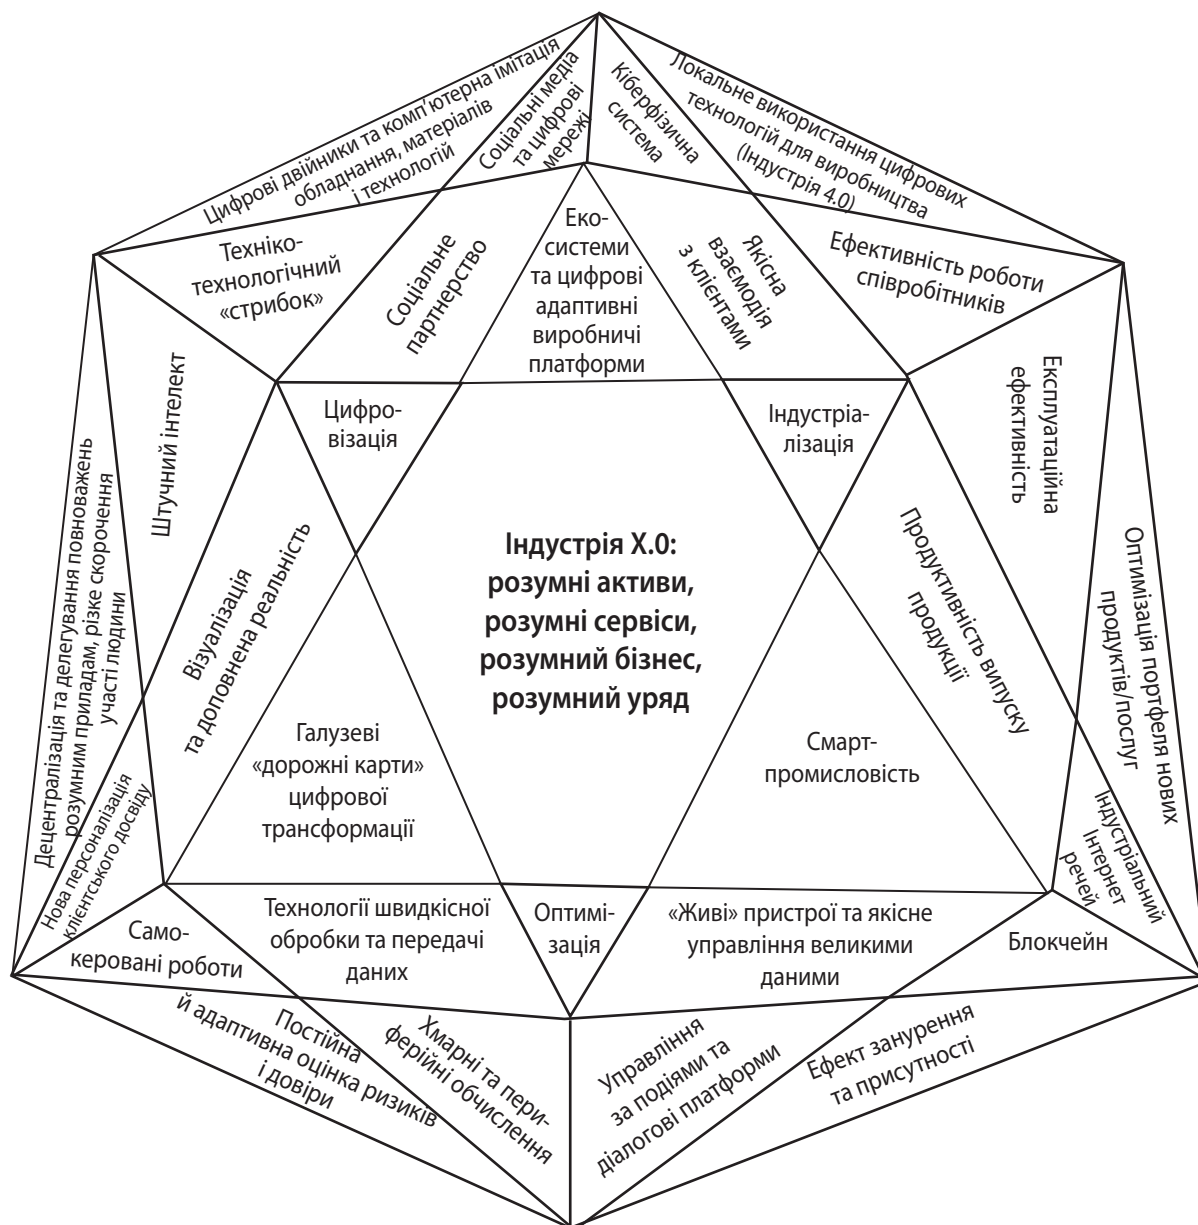 Цифрові двійники та комп'ютерна імітація
обладнання, матеріалів
і технологій
Соціальні медіа
та цифрові
мережі
Кіберфізична
система
Локальне використання цифрових
технологій для виробництва
(Індустрія 4.0)
Техніко-
технологічний
«стрибок»
Соціальне
партнерство
Еко-
системи
та цифрові
адаптивні
виробничі
платформи
Якісна
взаємодія
з клієнтами
Ефективність роботи
співробітників
Штучний інтелект
Цифро-
візація
Індустріа-
лізація
Експлуатаційна
ефективність
Децентралізація та делегування повноважень
розумним приладам, різке скорочення
участі людини
Візуалізація
та доповнена реальність
Індустрія Х.0:
розумні активи,
розумні сервіси,
розумний бізнес,
розумний уряд
Продуктивність випуску
продукції
Оптимізація портфеля нових
продуктів/послуг
Галузеві
«дорожні карти»
цифрової
трансформації
Смарт-
промисловість
Нова персоналізація
клієнтського досвіду
Індустріальний
Інтернет
речей
Само-
керовані роботи
Технології швидкісної
обробки та передачі
даних
Оптимі-
зація
«Живі» пристрої та якісне
управління великими
даними
Блокчейн
Постійна
й адаптивна оцінка ризиків
і довіри
Хмарні та пери-
ферійні обчислення
Управління
за подіями та
діалогові платформи
Ефект занурення
та присутності